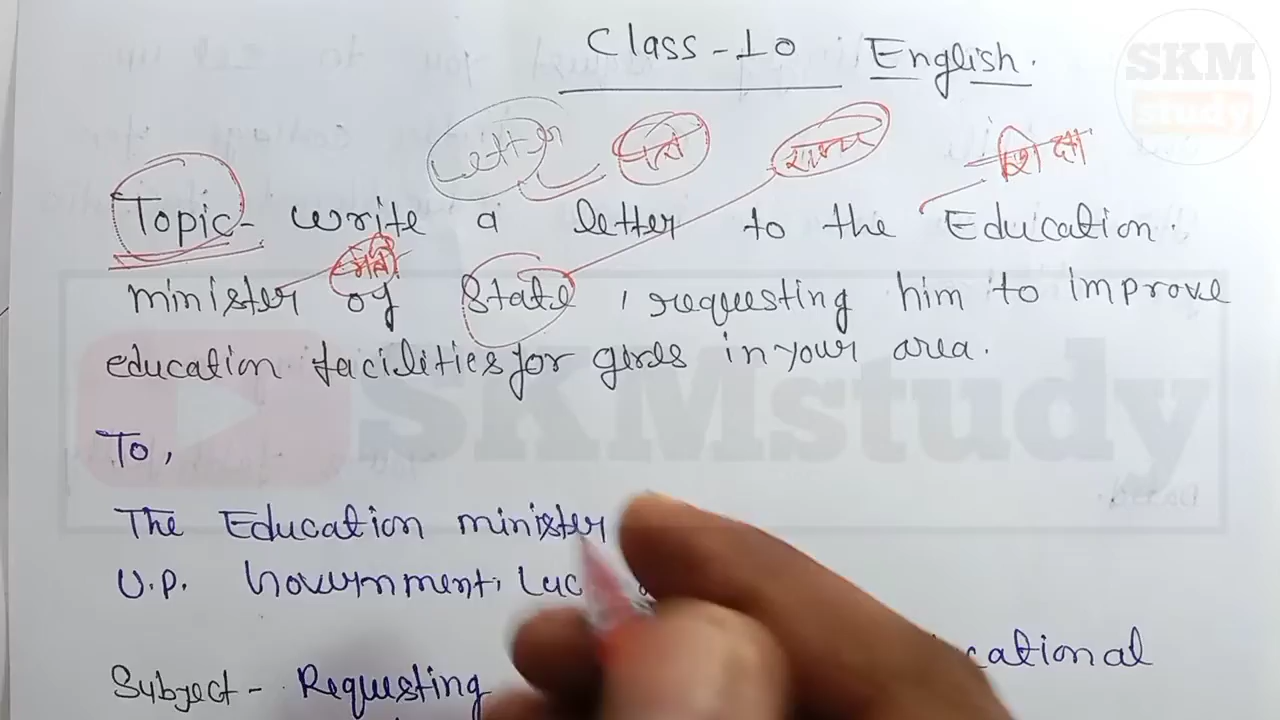 Class-10 English.
SKM
study
Letter पत्र राज्य शिक्षा
Topic- write a letter to the Education
मंत्री
minister of State, requesting him to improve
education facilities for girls in your area.
SKMstudy
To,
The Education minister
U.P. Government, Luc
Subject- Requesting cational